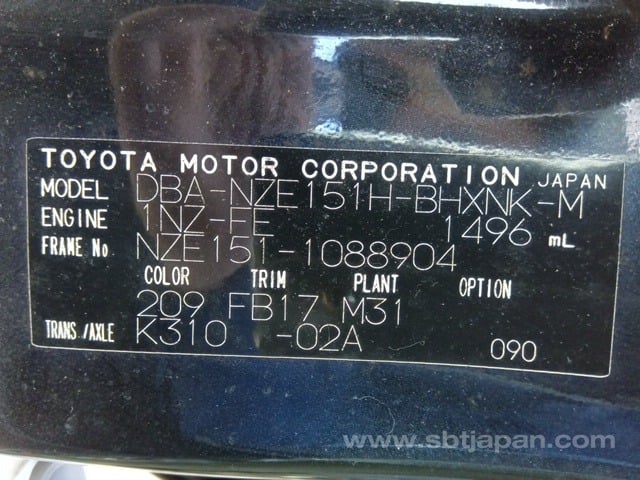 TOYOTA MOTOR CORPORATION JAPAN
MODEL DBA-NZE151H-BHXNK-M
ENGINE 1NZ-FE 1496 mL
FRAME No NZE151-1088904
COLOR TRIM PLANT OPTION
209 FB17 M31
TRANS./AXLE K310 -02A 090
www.sbtjapan.com